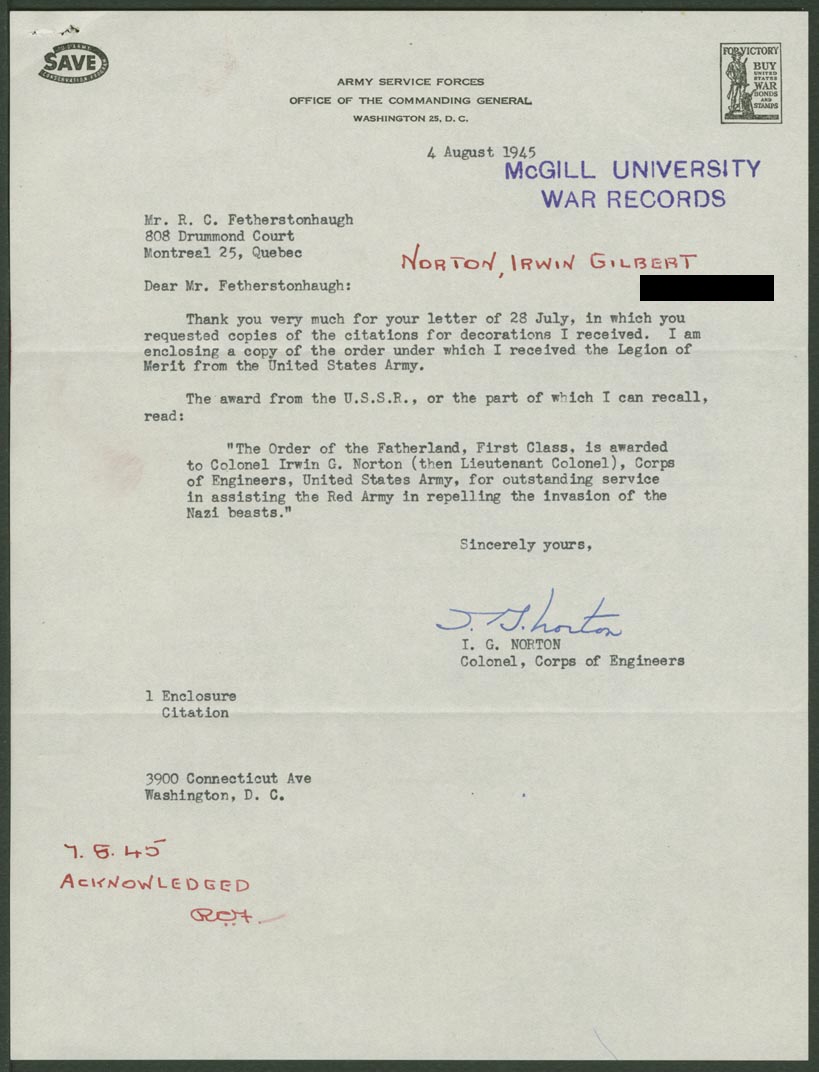 U.S. ARMY
SAVE
CONSERVATION PROGRAM
FOR VICTORY
BUY
UNITED
STATES
WAR
BONDS
AND
STAMPS
ARMY SERVICE FORCES
OFFICE OF THE COMMANDING GENERAL
WASHINGTON 25, D. C.
4 August 1945
McGILL UNIVERSITY
WAR RECORDS
Mr. R. C. Fetherstonhaugh
808 Drummond Court
Montreal 25, Quebec
NORTON, IRWIN GILBERT
Dear Mr. Fetherstonhaugh:
Thank you very much for your letter of 28 July, in which you
requested copies of the citations for decorations I received. I am
enclosing a copy of the order under which I received the Legion of
Merit from the United States Army.
The award from the U.S.S.R., or the part of which I can recall,
read:
"The Order of the Fatherland, First Class, is awarded
to Colonel Irwin G. Norton (then Lieutenant Colonel), Corps
of Engineers, United States Army, for outstanding service
in assisting the Red Army in repelling the invasion of the
Nazi beasts."
Sincerely yours,
I. G. Norton
I. G. NORTON
Colonel, Corps of Engineers
1 Enclosure
Citation
3900 Connecticut Ave
Washington, D. C.
7. 8. 45
ACKNOWLEDGED
RCF.